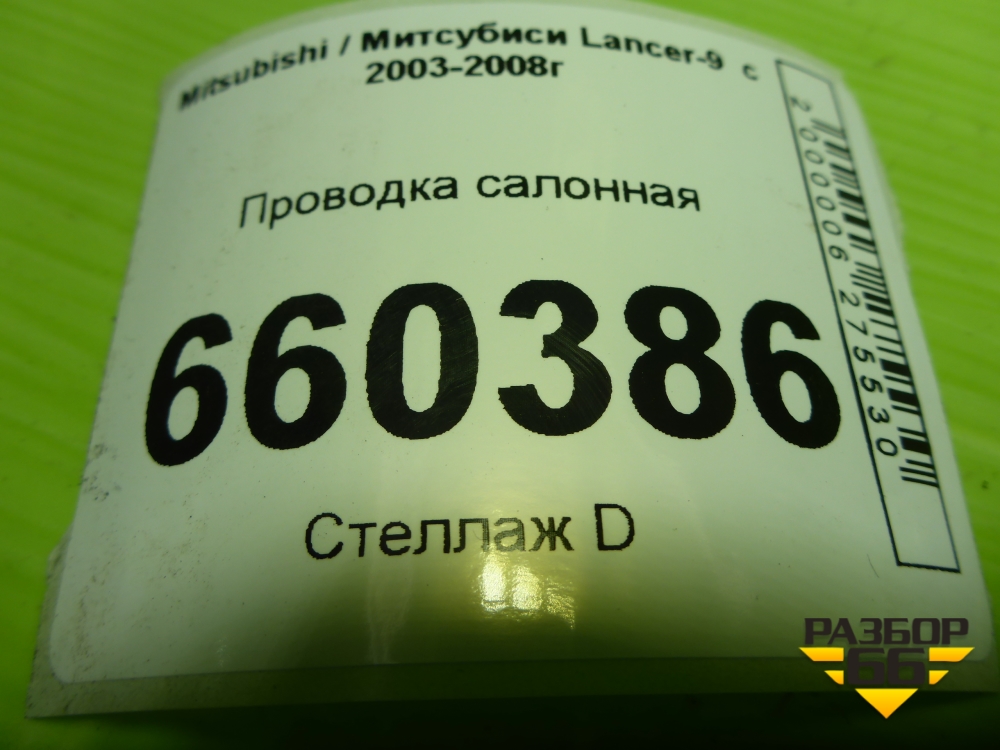 Mitsubishi / Митсубиси Lancer-9 с
2003-2008г
Проводка салонная
660386
Стеллаж D
2000006275530
РАЗБОР
66